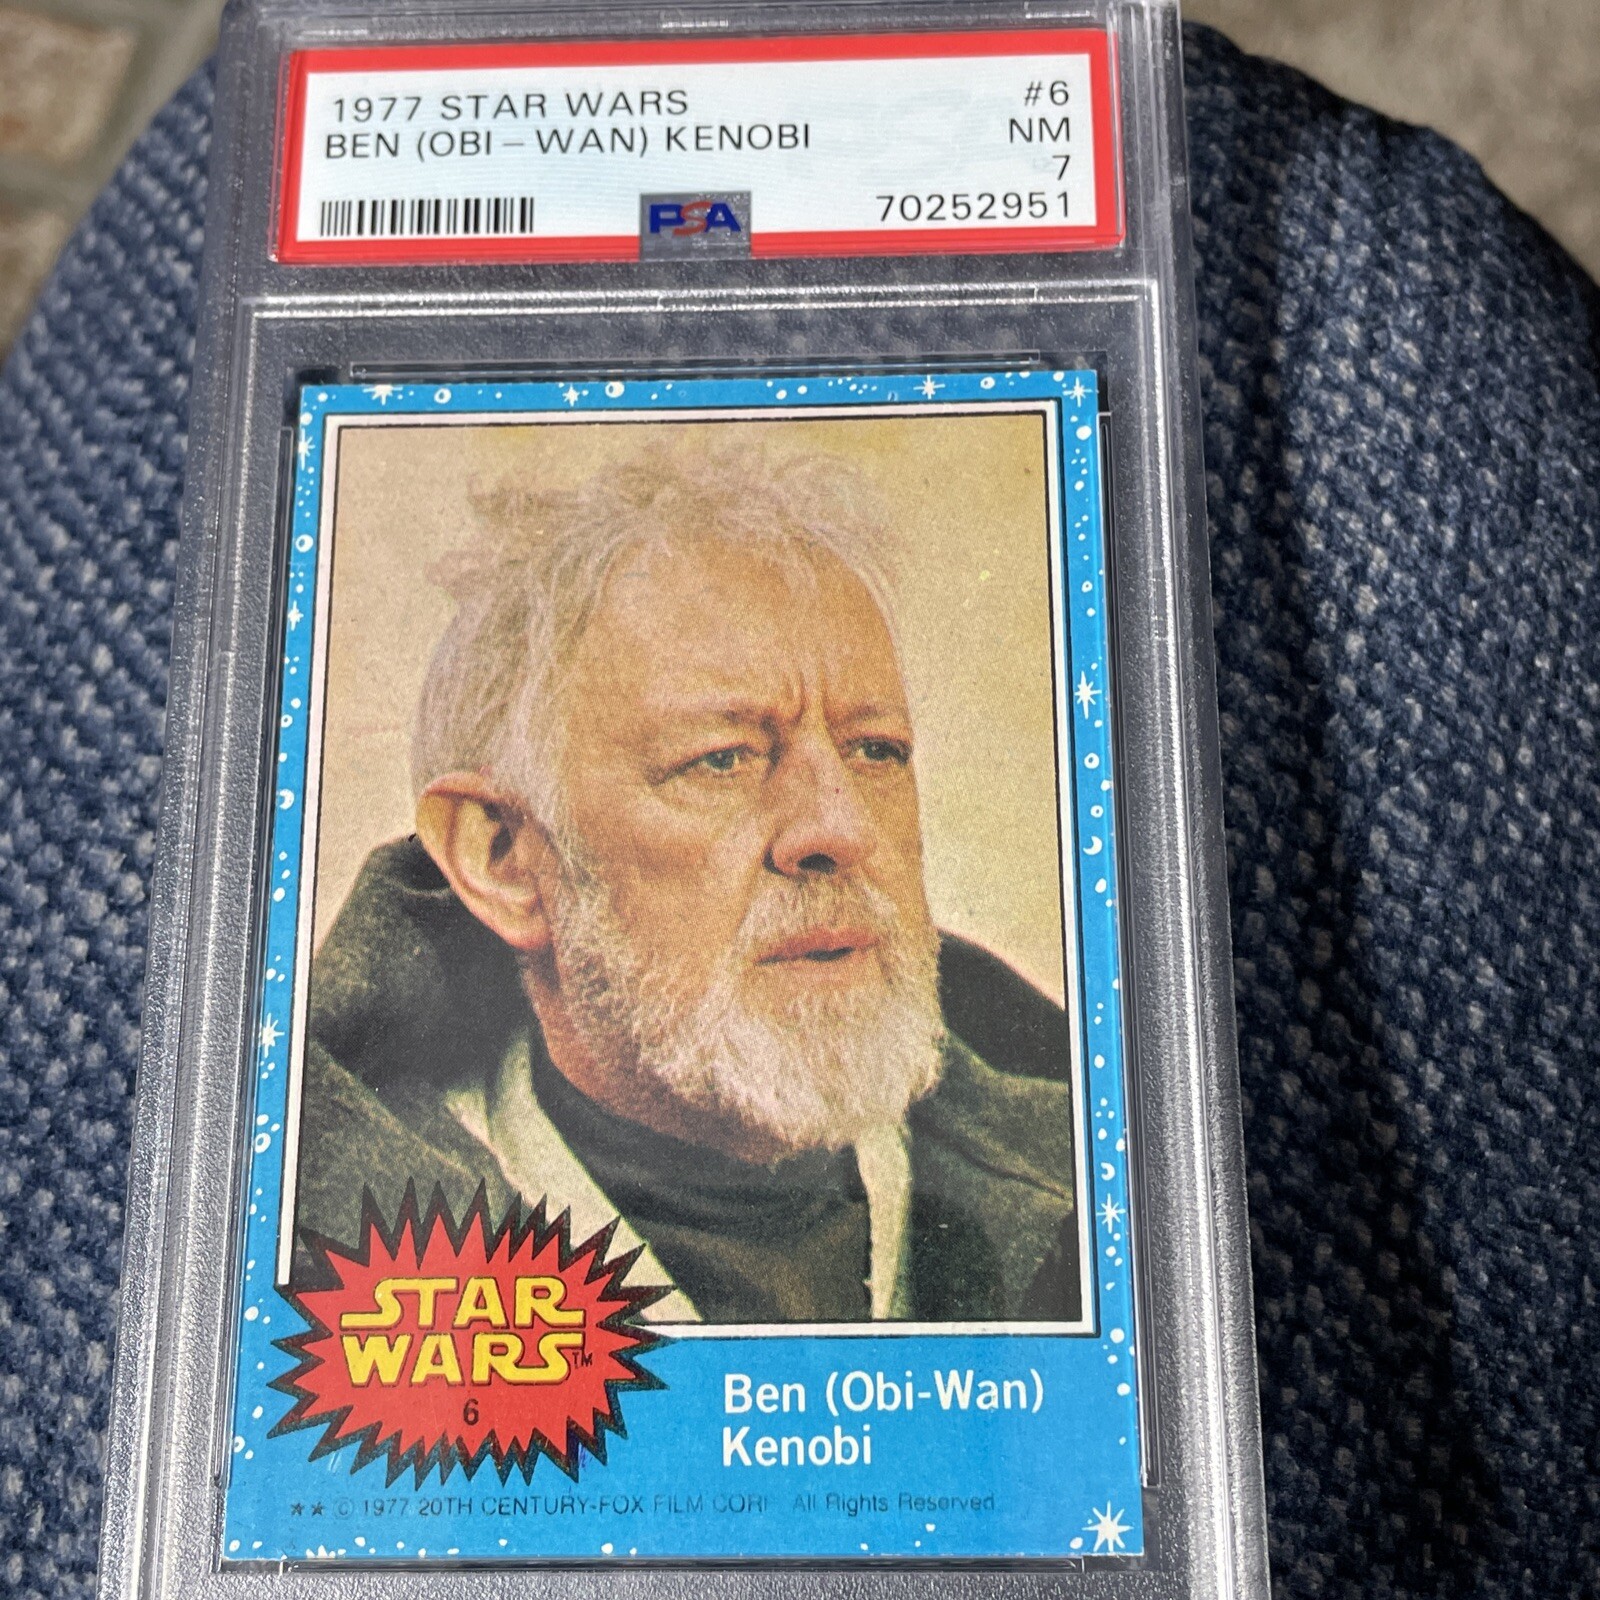 1977 STAR WARS #6
BEN (OBI-WAN) KENOBI NM
7
PSA 70252951
STAR
WARS™
6
Ben (Obi-Wan)
Kenobi
★★ © 1977 20TH CENTURY-FOX FILM CORP All Rights Reserved